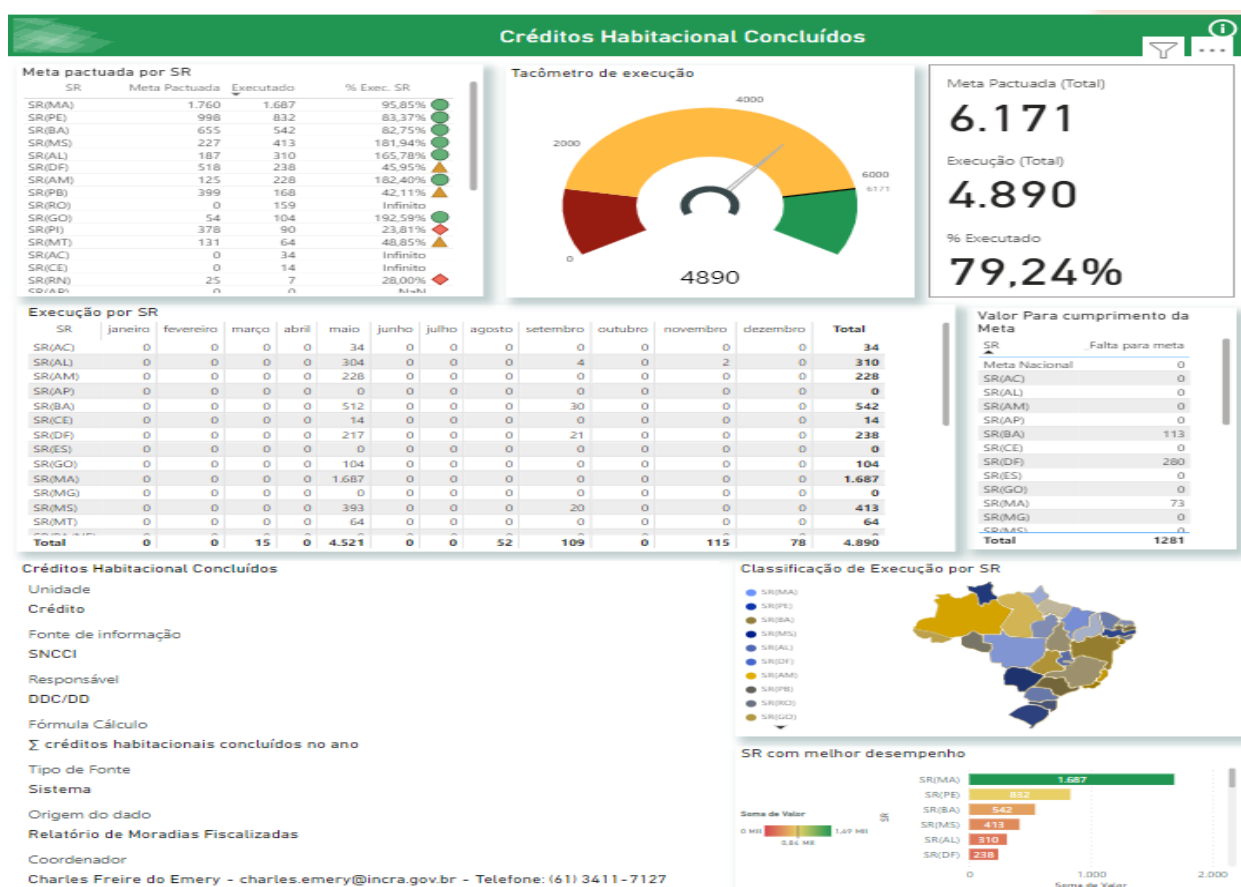 Créditos Habitacional Concluídos
Meta pactuada por SR
SR Meta Pactuada Executado % Exec. SR
SR(MA) 1.760 1.687 95,85%
SR(PE) 998 832 83,37%
SR(BA) 655 542 82,75%
SR(MS) 227 413 181,94%
SR(AL) 187 310 165,78%
SR(DF) 518 238 45,95%
SR(AM) 125 228 182,40%
SR(PB) 399 168 42,11%
SR(RO) 0 159 Infinito
SR(GO) 54 104 192,59%
SR(PI) 378 90 23,81%
SR(MT) 131 64 48,85%
SR(AC) 0 34 Infinito
SR(CE) 0 14 Infinito
SR(RN) 25 7 28,00%
SR(AP) 0 0 NaN
Tacômetro de execução
0
2000
4000
6000
6171
4890
Meta Pactuada (Total)
6.171
Execução (Total)
4.890
% Executado
79,24%
Execução por SR
SR janeiro fevereiro março abril maio junho julho agosto setembro outubro novembro dezembro Total
SR(AC) 0 0 0 0 34 0 0 0 0 0 0 0 34
SR(AL) 0 0 0 0 304 0 0 0 4 0 2 0 310
SR(AM) 0 0 0 0 228 0 0 0 0 0 0 0 228
SR(AP) 0 0 0 0 0 0 0 0 0 0 0 0 0
SR(BA) 0 0 0 0 512 0 0 0 30 0 0 0 542
SR(CE) 0 0 0 0 14 0 0 0 0 0 0 0 14
SR(DF) 0 0 0 0 217 0 0 0 21 0 0 0 238
SR(ES) 0 0 0 0 0 0 0 0 0 0 0 0 0
SR(GO) 0 0 0 0 104 0 0 0 0 0 0 0 104
SR(MA) 0 0 0 0 1.687 0 0 0 0 0 0 0 1.687
SR(MG) 0 0 0 0 0 0 0 0 0 0 0 0 0
SR(MS) 0 0 0 0 393 0 0 0 20 0 0 0 413
SR(MT) 0 0 0 0 64 0 0 0 0 0 0 0 64
Total 0 0 15 0 4.521 0 0 52 109 0 115 78 4.890
Valor Para cumprimento da
Meta
SR _Falta para meta
Meta Nacional 0
SR(AC) 0
SR(AL) 0
SR(AM) 0
SR(AP) 0
SR(BA) 113
SR(CE) 0
SR(DF) 280
SR(ES) 0
SR(GO) 0
SR(MA) 73
SR(MG) 0
SR(MS) 0
Total 1281
Créditos Habitacional Concluídos
Unidade
Crédito
Fonte de informação
SNCCI
Responsável
DDC/DD
Fórmula Cálculo
∑ créditos habitacionais concluídos no ano
Tipo de Fonte
Sistema
Origem do dado
Relatório de Moradias Fiscalizadas
Coordenador
Charles Freire do Emery - charles.emery@incra.gov.br - Telefone: (61) 3411-7127
Classificação de Execução por SR
SR(MA)
SR(PE)
SR(BA)
SR(MS)
SR(AL)
SR(DF)
SR(AM)
SR(PB)
SR(RO)
SR(GO)
SR com melhor desempenho
Soma de Valor
0 Mil 1,69 Mil
0,84 Mil
SR
SR(MA) 1.687
SR(PE) 832
SR(BA) 542
SR(MS) 413
SR(AL) 310
SR(DF) 238
0 1.000 2.000
Soma de Valor